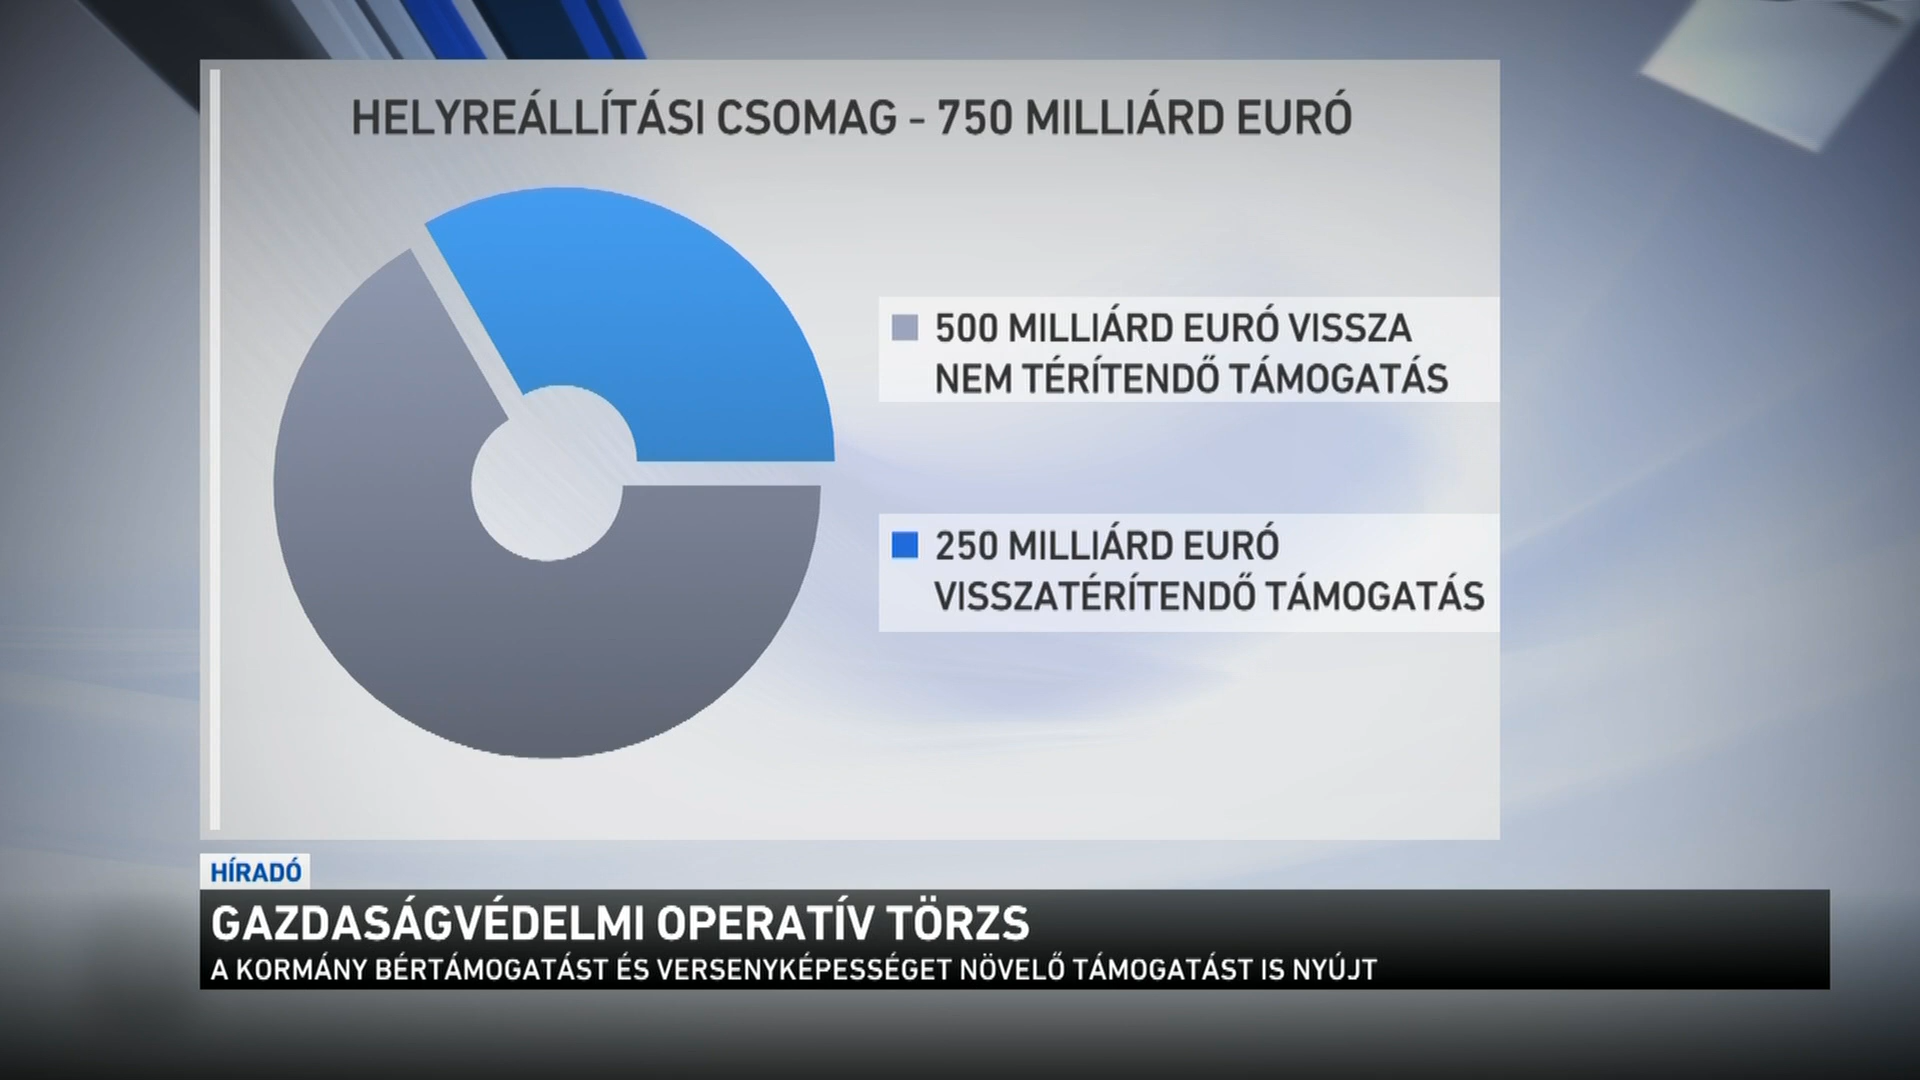 HELYREÁLLÍTÁSI CSOMAG - 750 MILLIÁRD EURÓ
500 MILLIÁRD EURÓ VISSZA
NEM TÉRÍTENDŐ TÁMOGATÁS
250 MILLIÁRD EURÓ
VISSZATÉRÍTENDŐ TÁMOGATÁS
HÍRADÓ
GAZDASÁGVÉDELMI OPERATÍV TÖRZS
A KORMÁNY BÉRTÁMOGATÁST ÉS VERSENYKÉPESSÉGET NÖVELŐ TÁMOGATÁST IS NYÚJT